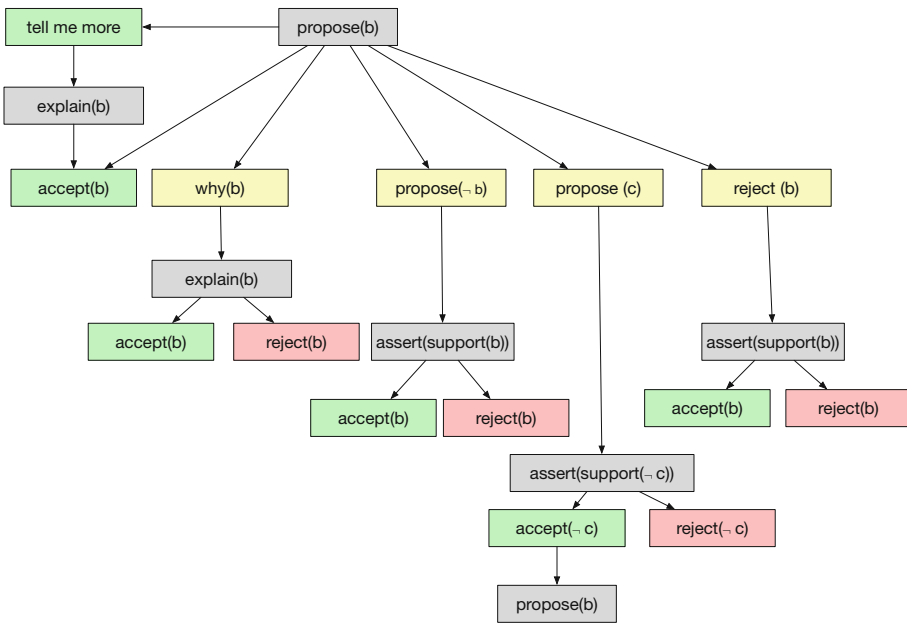 tell me more
propose(b)
explain(b)
accept(b)
why(b)
propose(¬ b)
propose (c)
reject (b)
explain(b)
accept(b)
reject(b)
assert(support(b))
assert(support(b))
accept(b)
reject(b)
accept(b)
reject(b)
assert(support(¬ c))
accept(¬ c)
reject(¬ c)
propose(b)